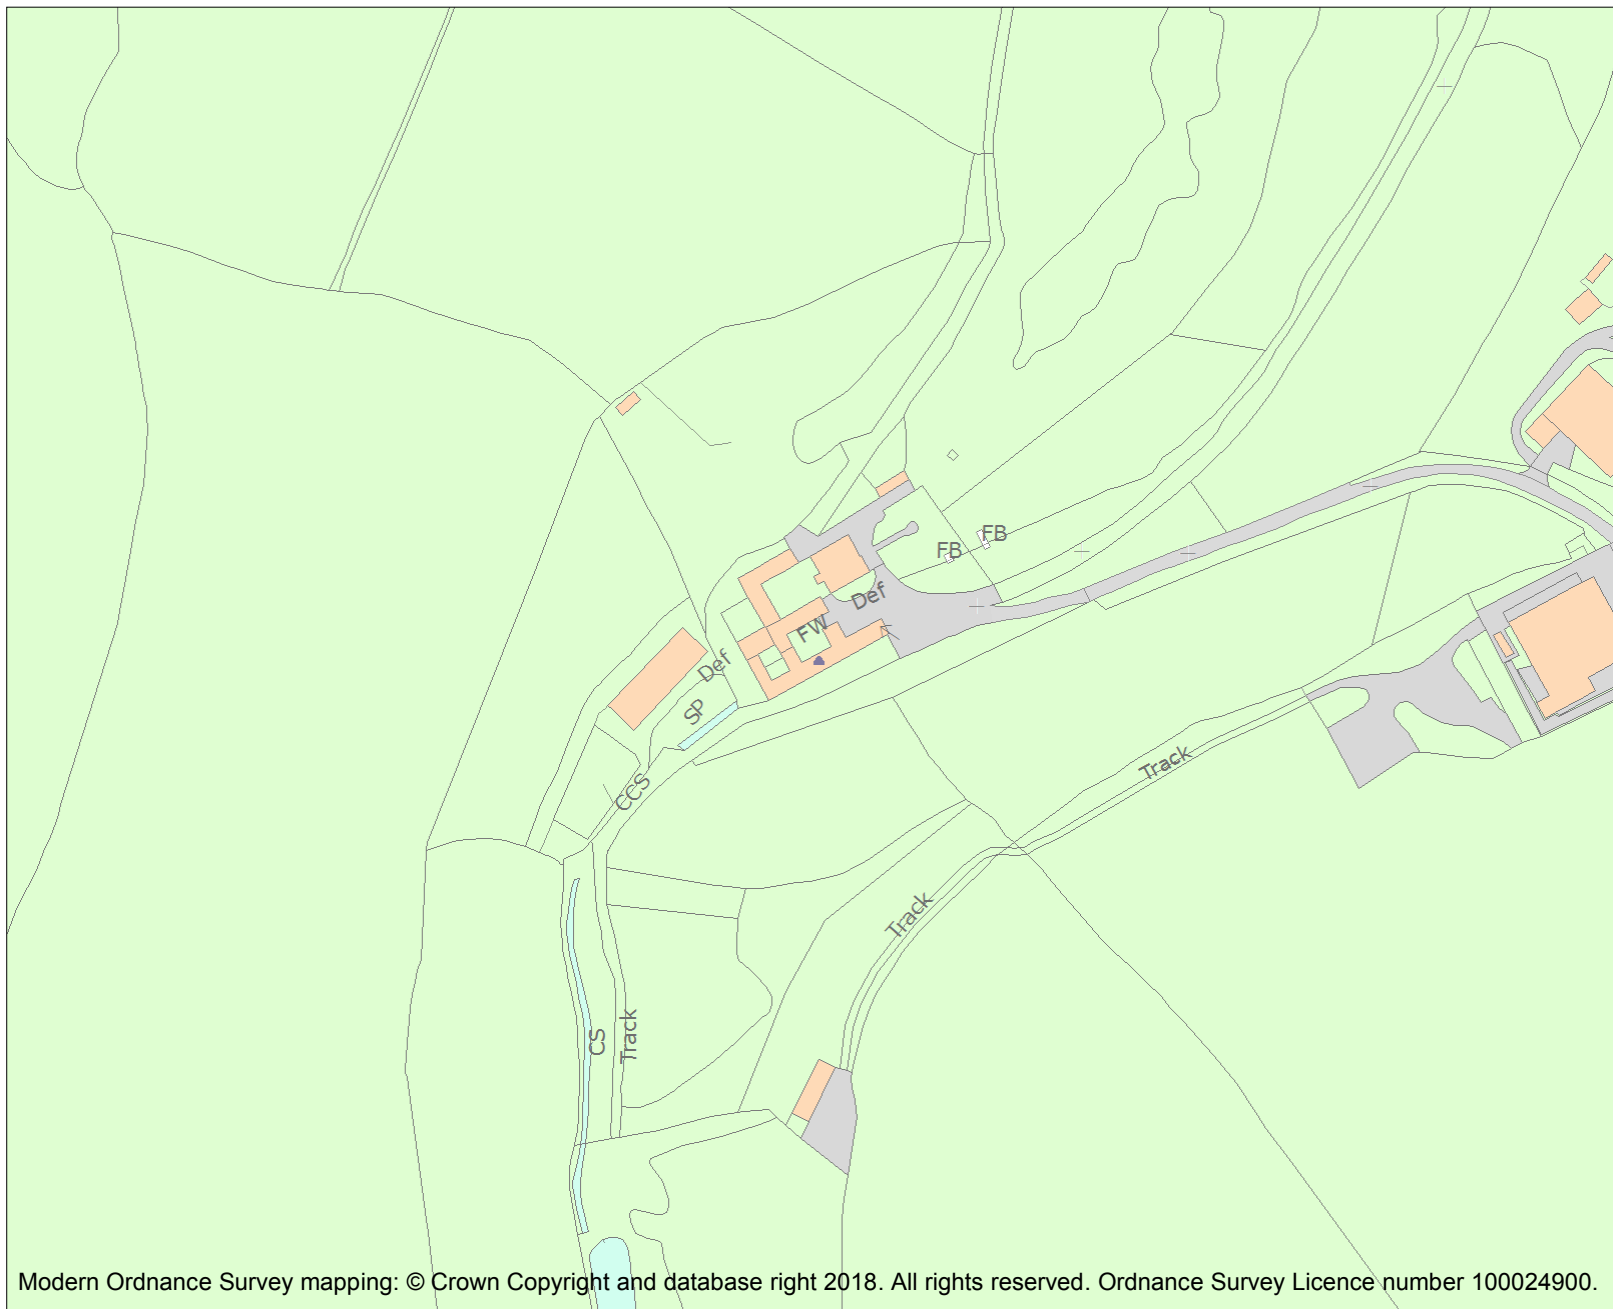 FB
FB
Def
FW
Def
SP
CCS
Track
Track
CS
Track
Modern Ordnance Survey mapping: © Crown Copyright and database right 2018. All rights reserved. Ordnance Survey Licence number 100024900.